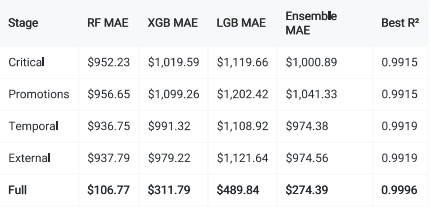 Stage RF MAE XGB MAE LGB MAE Ensemble MAE Best R²
Critical $952.23 $1,019.59 $1,119.66 $1,000.89 0.9915
Promotions $956.65 $1,099.26 $1,202.42 $1,041.33 0.9915
Temporal $936.75 $991.32 $1,108.92 $974.38 0.9919
External $937.79 $979.22 $1,121.64 $974.56 0.9919
Full $106.77 $311.79 $489.84 $274.39 0.9996